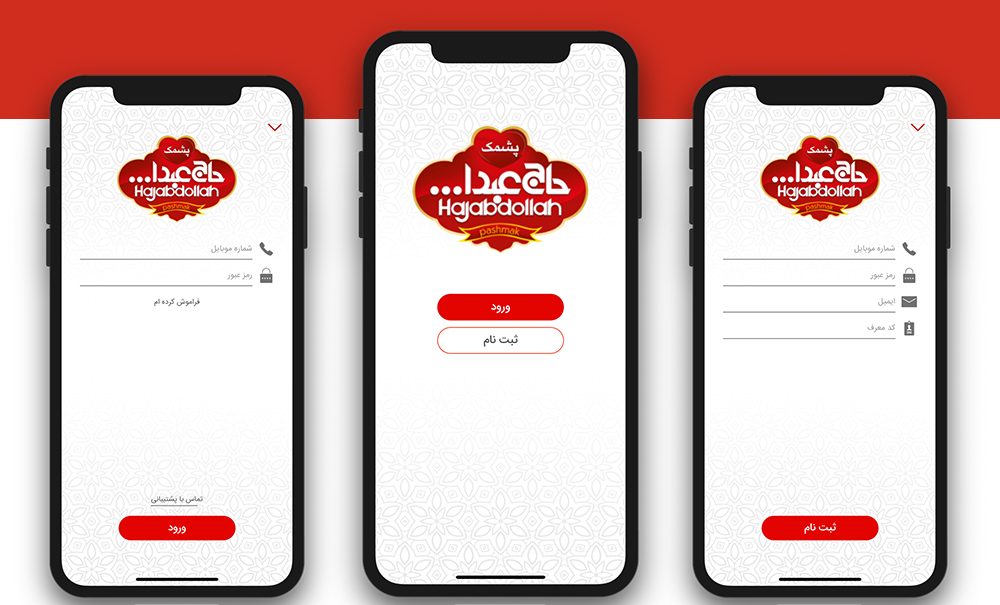 پشمک
حاج عبدا...
Hajabdollah
pashmak
شماره موبایل
رمز عبور
فراموش کرده ام
تماس با پشتیبانی
ورود
پشمک
حاج عبدا...
Hajabdollah
pashmak
ورود
ثبت نام
پشمک
حاج عبدا...
Hajabdollah
pashmak
شماره موبایل
رمز عبور
ایمیل
کد معرف
ثبت نام